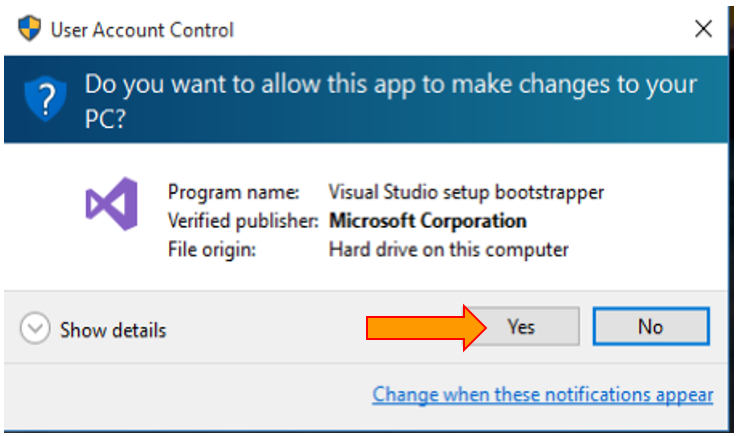 User Account Control
Do you want to allow this app to make changes to your
PC?
Program name: Visual Studio setup bootstrapper
Verified publisher: Microsoft Corporation
File origin: Hard drive on this computer
Show details
Yes
No
Change when these notifications appear